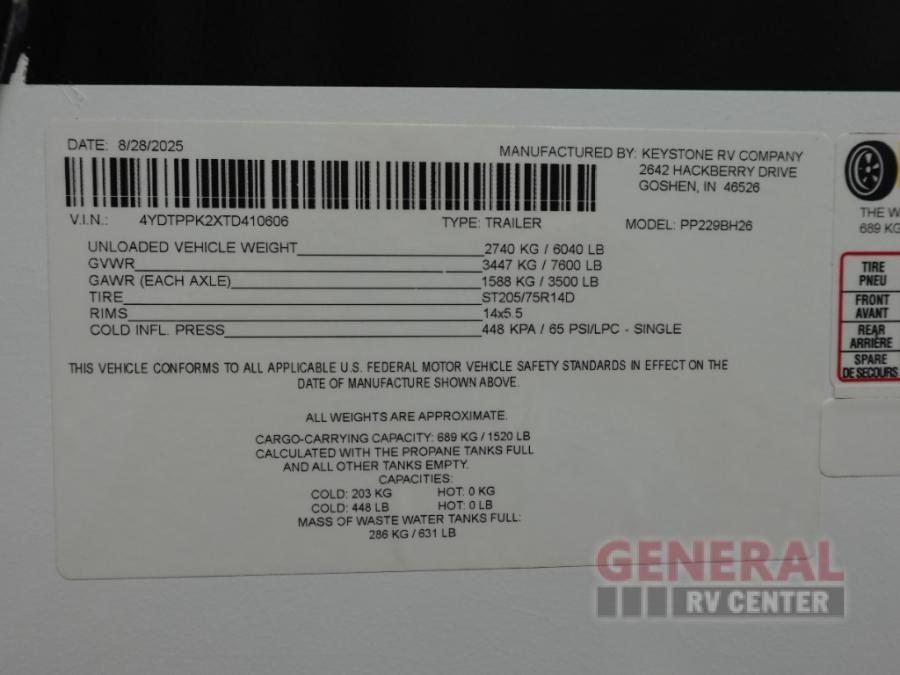 DATE: 8/28/2025
MANUFACTURED BY: KEYSTONE RV COMPANY
2642 HACKBERRY DRIVE
GOSHEN, IN 46526
V.I.N.: 4YDTPPK2XTD410606 TYPE: TRAILER MODEL: PP229BH26
UNLOADED VEHICLE WEIGHT 2740 KG / 6040 LB
GVWR 3447 KG / 7600 LB
GAWR (EACH AXLE) 1588 KG / 3500 LB
TIRE ST205/75R14D
RIMS 14x5.5
COLD INFL. PRESS 448 KPA / 65 PSI/LPC - SINGLE
THIS VEHICLE CONFORMS TO ALL APPLICABLE U.S. FEDERAL MOTOR VEHICLE SAFETY STANDARDS IN EFFECT ON THE
DATE OF MANUFACTURE SHOWN ABOVE.
ALL WEIGHTS ARE APPROXIMATE.
CARGO-CARRYING CAPACITY: 689 KG / 1520 LB
CALCULATED WITH THE PROPANE TANKS FULL
AND ALL OTHER TANKS EMPTY.
CAPACITIES:
COLD: 203 KG HOT: 0 KG
COLD: 448 LB HOT: 0 LB
MASS OF WASTE WATER TANKS FULL:
286 KG / 631 LB
THE W
689 KG
TIRE
PNEU
FRONT
AVANT
REAR
ARRIÈRE
SPARE
DE SECOURS
GENERAL
RV CENTER